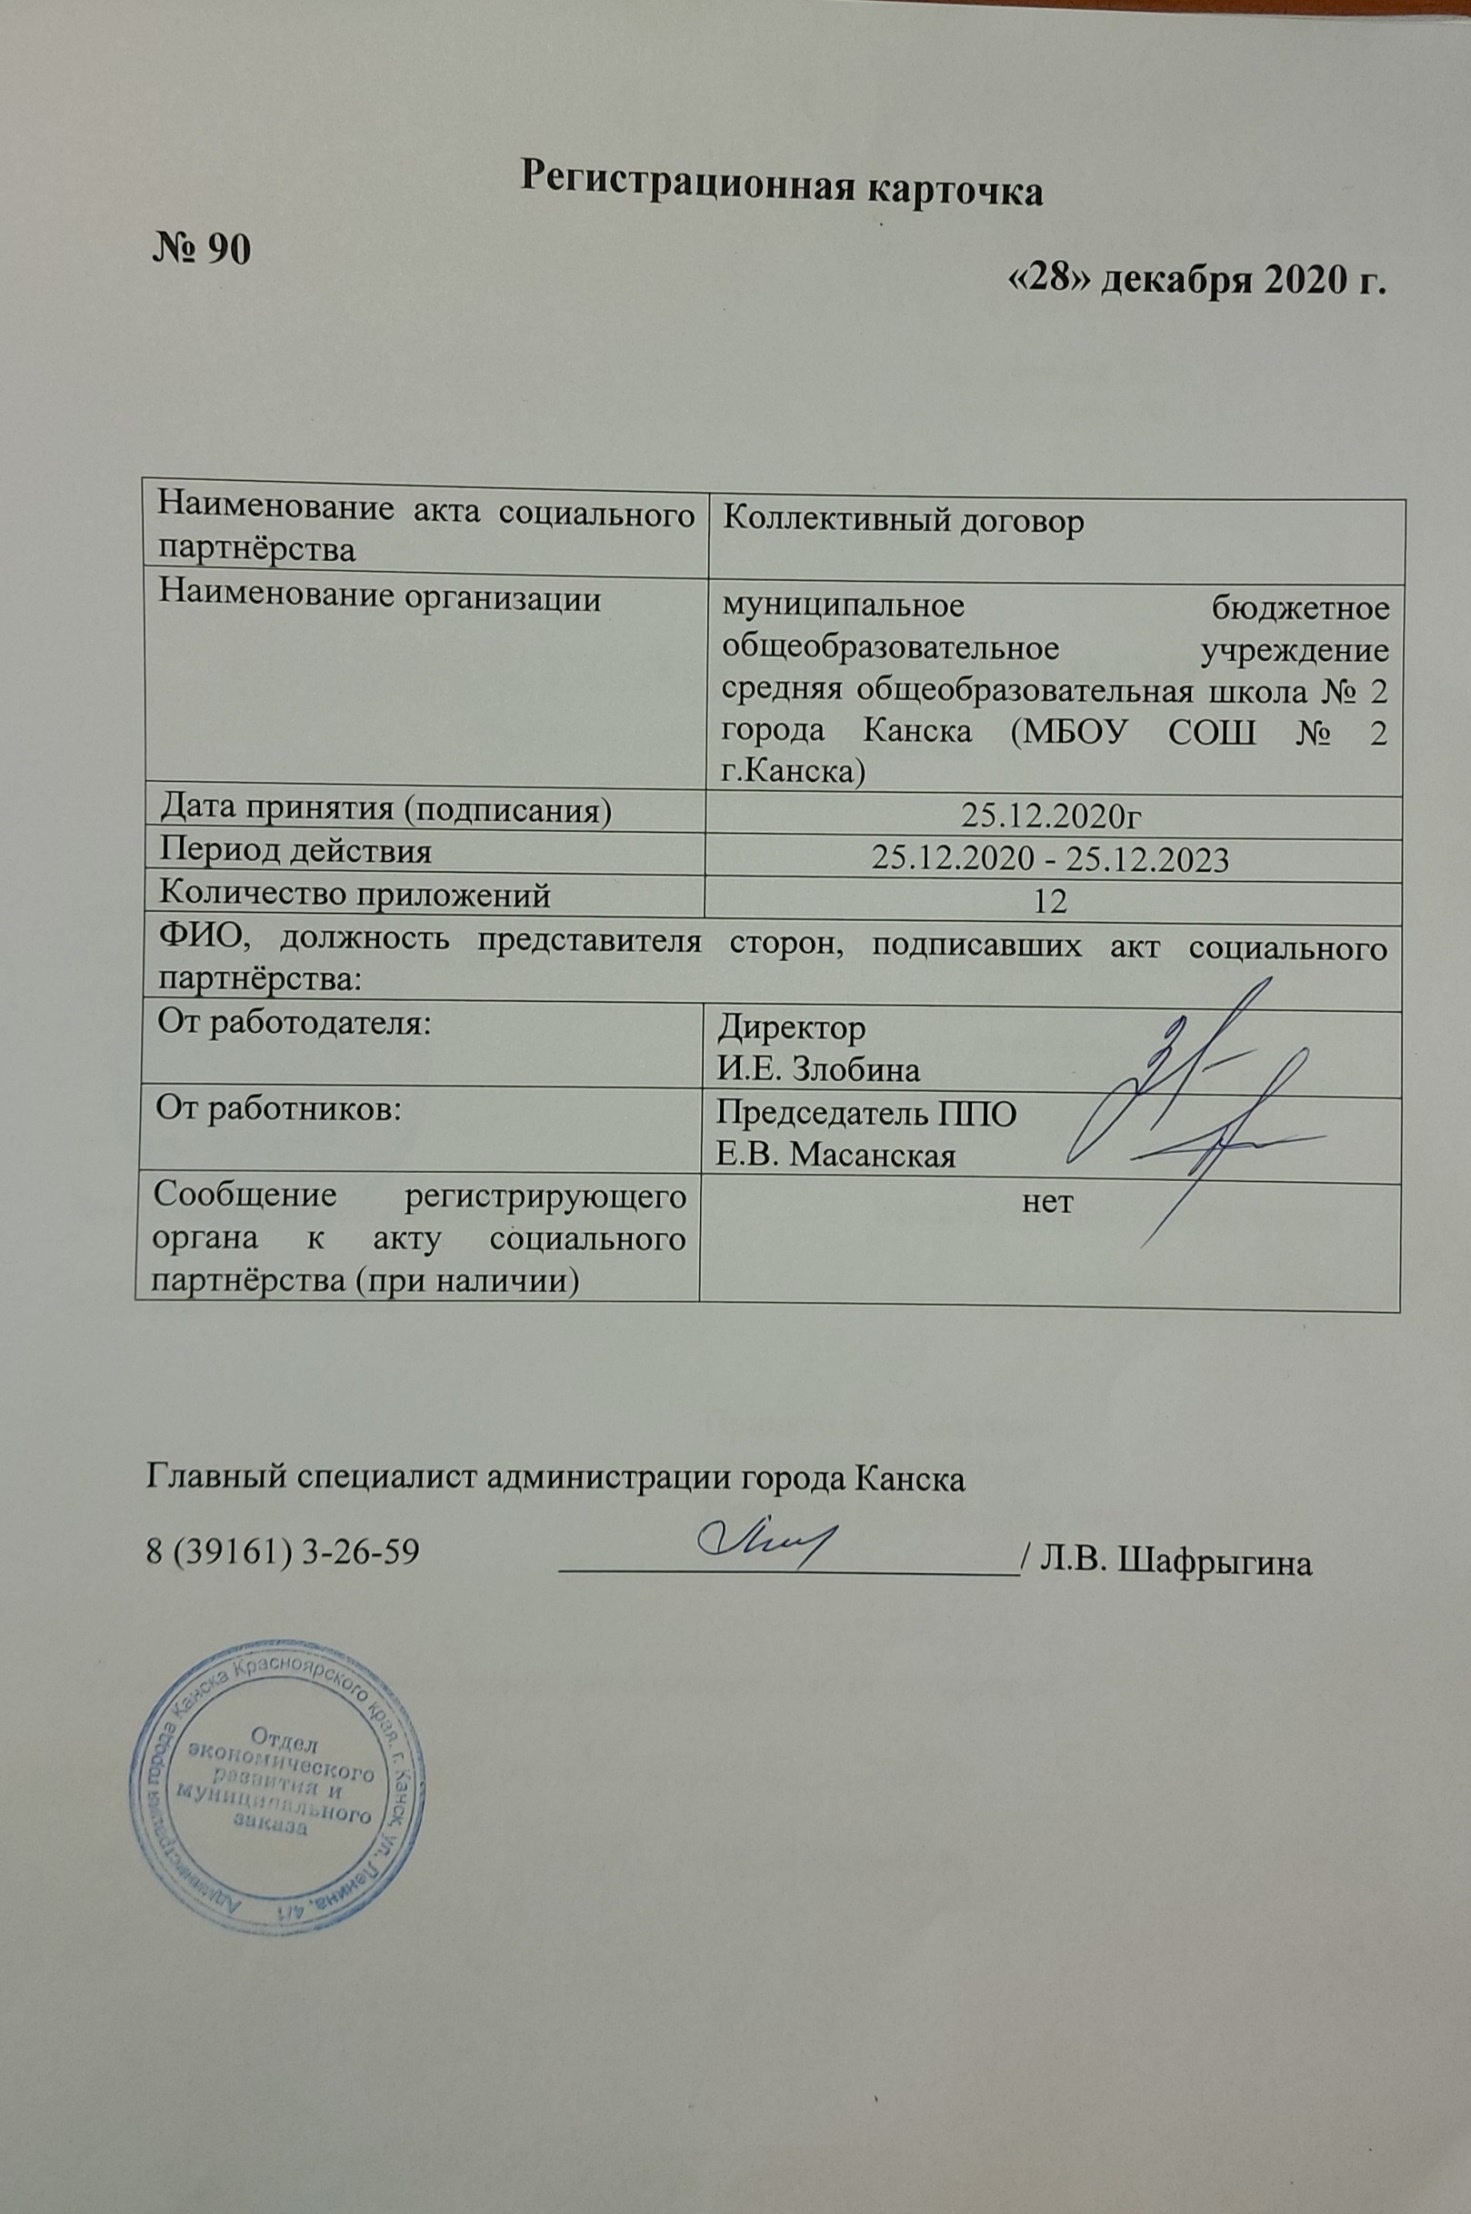 Регистрационная карточка
№ 90
«28» декабря 2020 г.
Наименование акта социального
партнёрства
Коллективный договор
Наименование организации
муниципальное бюджетное
общеобразовательное учреждение
средняя общеобразовательная школа № 2
города Канска (МБОУ СОШ № 2
г.Канска)
Дата принятия (подписания)
25.12.2020г
Период действия
25.12.2020 - 25.12.2023
Количество приложений
12
ФИО, должность представителя сторон, подписавших акт социального
партнёрства:
От работодателя:
Директор
И.Е. Злобина
От работников:
Председатель ППО
Е.В. Масанская
Сообщение регистрирующего
органа к акту социального
партнёрства (при наличии)
нет
Главный специалист администрации города Канска
8 (39161) 3-26-59
/ Л.В. Шафрыгина
Администрация города Канска Красноярского края. г. Канск, ул. Ленина, 4/1
Отдел
экономического
развития и
муниципального
заказа